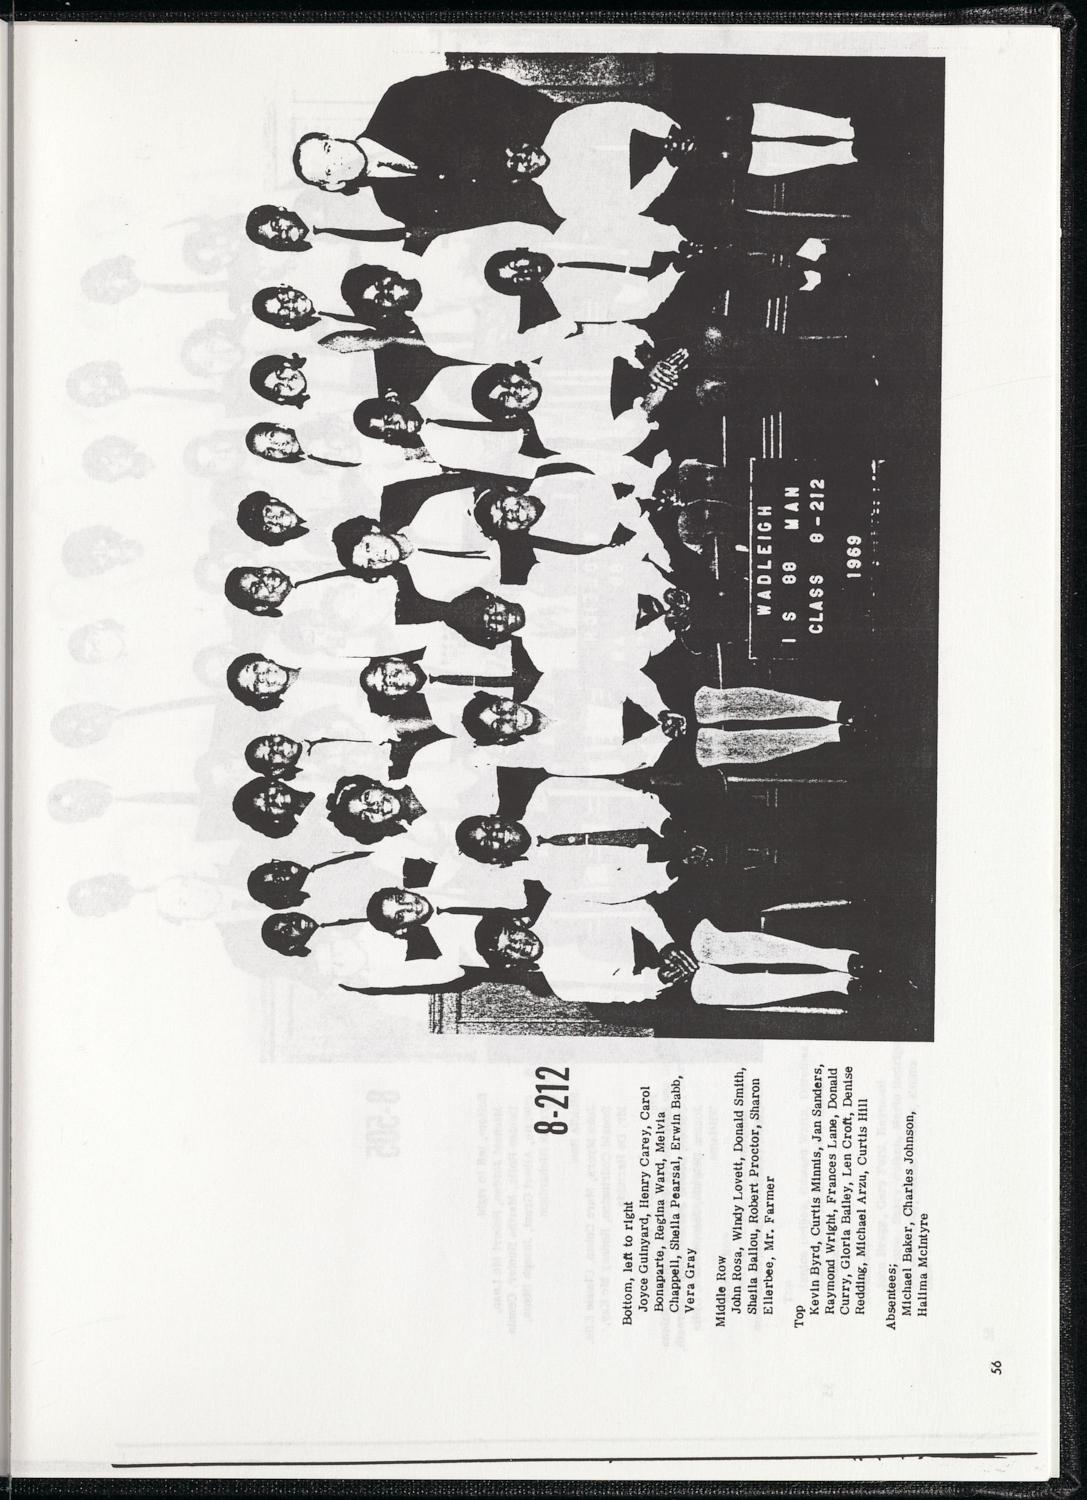 WADLEIGH
I S 88 MAN
CLASS 8-212
1969
8-212
Bottom, left to right
Joyce Guinyard, Henry Carey, Carol
Bonaparte, Regina Ward, Melvia
Chappell, Sheila Pearsal, Erwin Babb,
Vera Gray
Middle Row
John Rosa, Windy Lovett, Donald Smith,
Sheila Ballou, Robert Proctor, Sharon
Ellerbee, Mr. Farmer
Top
Kevin Byrd, Curtis Minnis, Jan Sanders,
Raymond Wright, Frances Lane, Donald
Curry, Gloria Bailey, Len Croft, Denise
Redding, Michael Arzu, Curtis Hill
Absentees;
Michael Baker, Charles Johnson,
Halima McIntyre
56